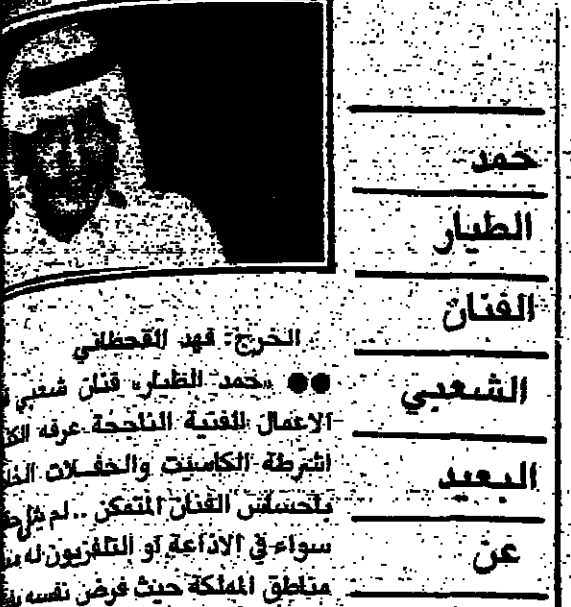 حمد
الطيار
الفنان
الشعبي
البعيد
عن
الخرج: فهد القحطاني
●● «حمد الطيار» فنان شعبي
الاعمال الفنية الناجحة عرفه
اشرطة الكاسيت والحفلات
باحساس الفنان المتمكن .. لم
سواء في الاذاعة أو التلفزيون له
مناطق المملكة حيث فرض نفسه